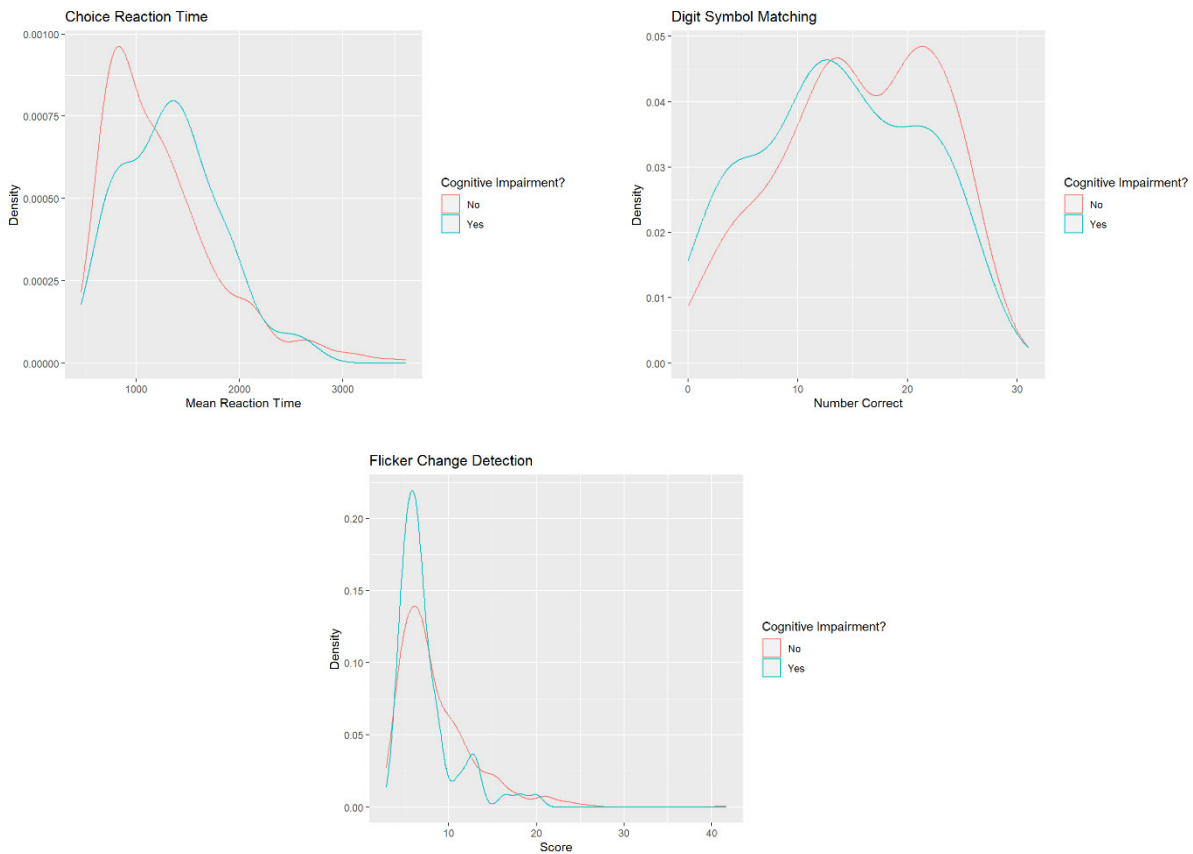 Choice Reaction Time
0.00100
0.00075
0.00050
0.00025
0.00000
Density
1000 2000 3000
Mean Reaction Time
Cognitive Impairment?
No
Yes
Digit Symbol Matching
0.05
0.04
0.03
0.02
0.01
0.00
Density
0 10 20 30
Number Correct
Cognitive Impairment?
No
Yes
Flicker Change Detection
0.20
0.15
0.10
0.05
0.00
Density
10 20 30 40
Score
Cognitive Impairment?
No
Yes